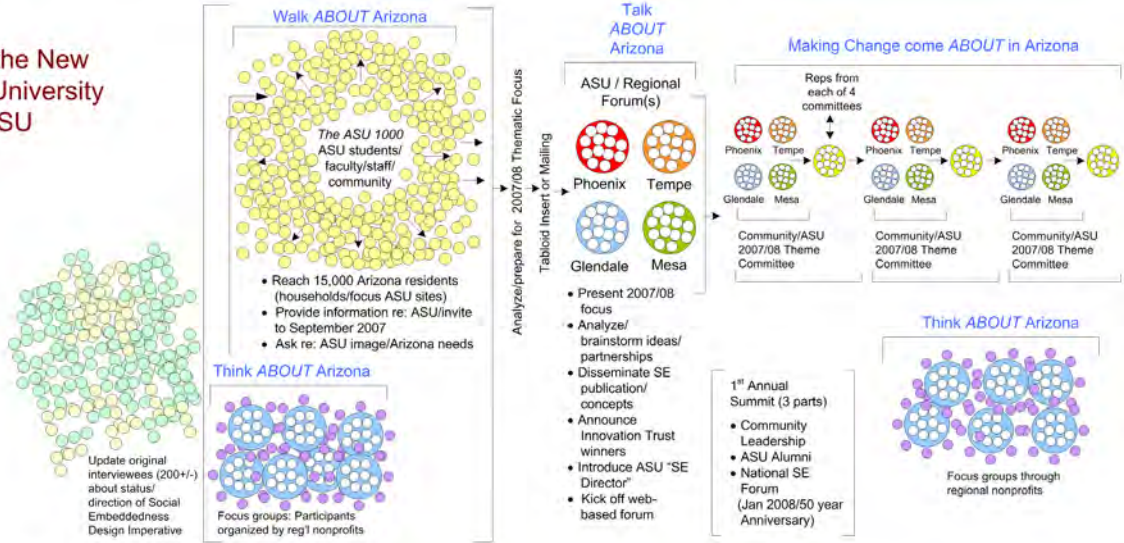 he New
University
SU
Walk ABOUT Arizona
The ASU 1000
ASU students/
faculty/staff/
community
• Reach 15,000 Arizona residents
(households/focus ASU sites)
• Provide information re: ASU/invite
to September 2007
• Ask re: ASU image/Arizona needs
Think ABOUT Arizona
Focus groups: Participants
organized by reg'l nonprofits
Update original
interviewees (200+/-)
about status/
direction of Social
Embeddedness
Design Imperative
Analyze/prepare for 2007/08 Thematic Focus
Tabloid Insert or Mailing
Talk
ABOUT
Arizona
ASU / Regional
Forum(s)
Phoenix Tempe
Glendale Mesa
• Present 2007/08
focus
• Analyze/
brainstorm ideas/
partnerships
• Disseminate SE
publication/
concepts
• Announce
Innovation Trust
winners
• Introduce ASU "SE
Director"
• Kick off web-
based forum
Making Change come ABOUT in Arizona
Reps from
each of 4
committees
Phoenix Tempe
Glendale Mesa
Community/ASU
2007/08 Theme
Committee
Phoenix Tempe
Glendale Mesa
Community/ASU
2007/08 Theme
Committee
Phoenix Tempe
Glendale Mesa
Community/ASU
2007/08 Theme
Committee
1st Annual
Summit (3 parts)
• Community
Leadership
• ASU Alumni
• National SE
Forum
(Jan 2008/50 year
Anniversary)
Think ABOUT Arizona
Focus groups through
regional nonprofits